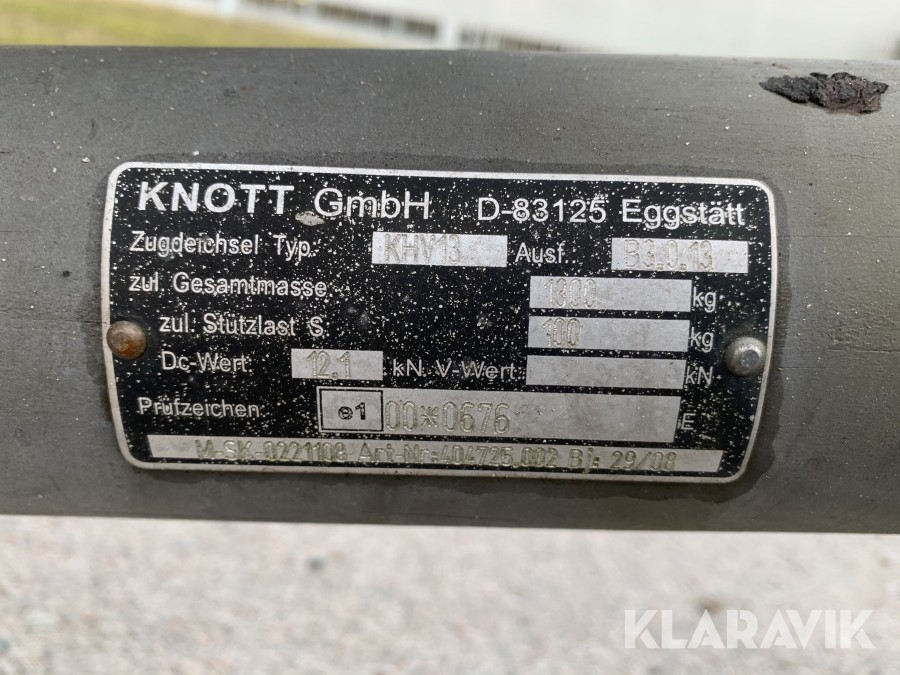 KNOTT GmbH D-83125 Eggstätt
Zugdeichsel Typ: KHV13 Ausf. B3.0.13
zul. Gesamtmasse 1300 kg
zul. Stützlast S 100 kg
Dc-Wert: 12.1 kN V-Wert kN
Prüfzeichen: e1 00*0676 E
M-SK-0221108 Art-Nr:404725.002 Bj: 29/08
KLARAVIK